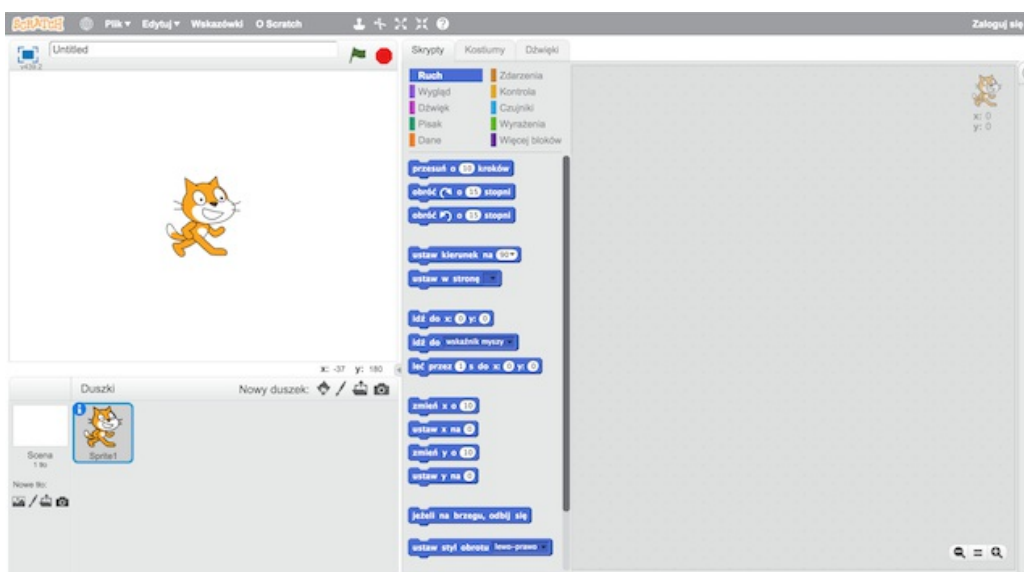 SCRATCH Plik Edytuj Wskazówki O Scratch Zaloguj się
Untitled
v439.2
Skrypty Kostiumy Dźwięki
Ruch Zdarzenia
Wygląd Kontrola
Dźwięk Czujniki
Pisak Wyrażenia
Dane Więcej bloków
x: 0
y: 0
przesuń o 10 kroków
obróć o 15 stopni
obróć o 15 stopni
ustaw kierunek na 90
ustaw w stronę
idź do x: 0 y: 0
idź do wskaźnik myszy
leć przez 1 s do x: 0 y: 0
zmień x o 10
ustaw x na 0
zmień y o 10
ustaw y na 0
jeżeli na brzegu, odbij się
ustaw styl obrotu lewo-prawo
x: -37 y: 180
Duszki Nowy duszek:
Scena
1 tło
Sprite1
Nowe tło: